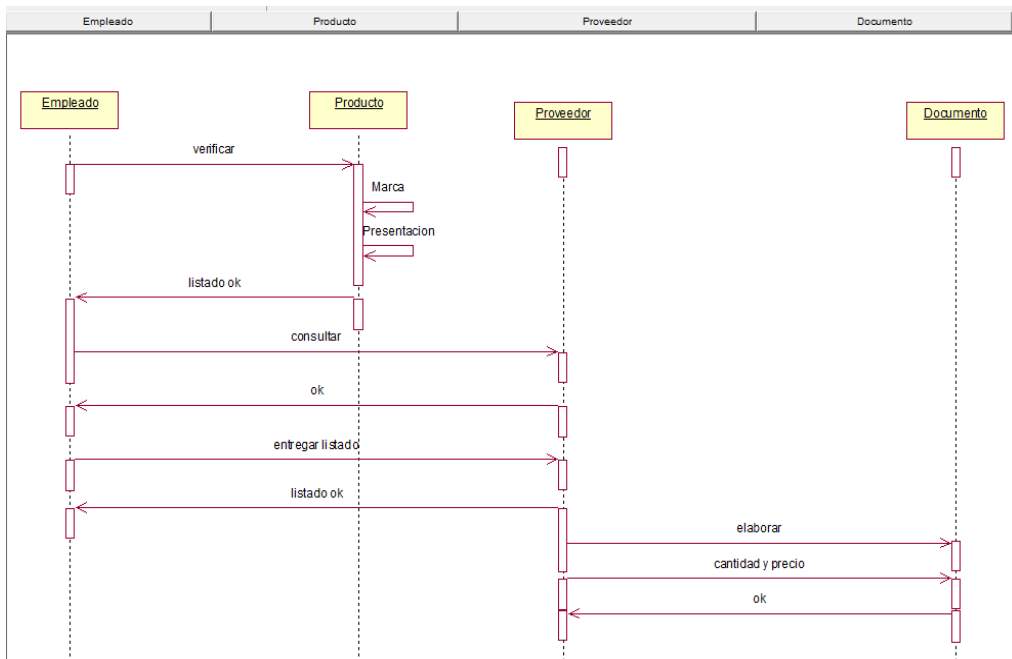 Empleado
Producto
Proveedor
Documento
Empleado
Producto
Proveedor
Documento
verificar
Marca
Presentacion
listado ok
consultar
ok
entregar listado
listado ok
elaborar
cantidad y precio
ok